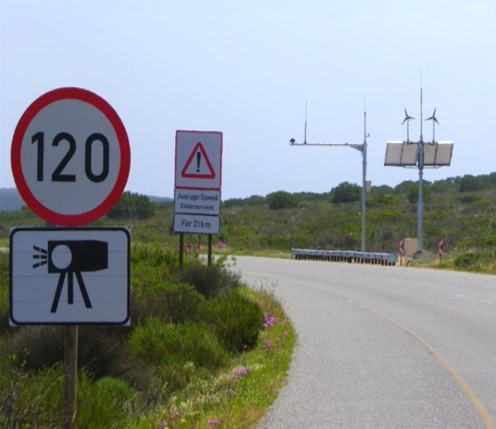 120
!
Average Speed
Enforcement
For 21km